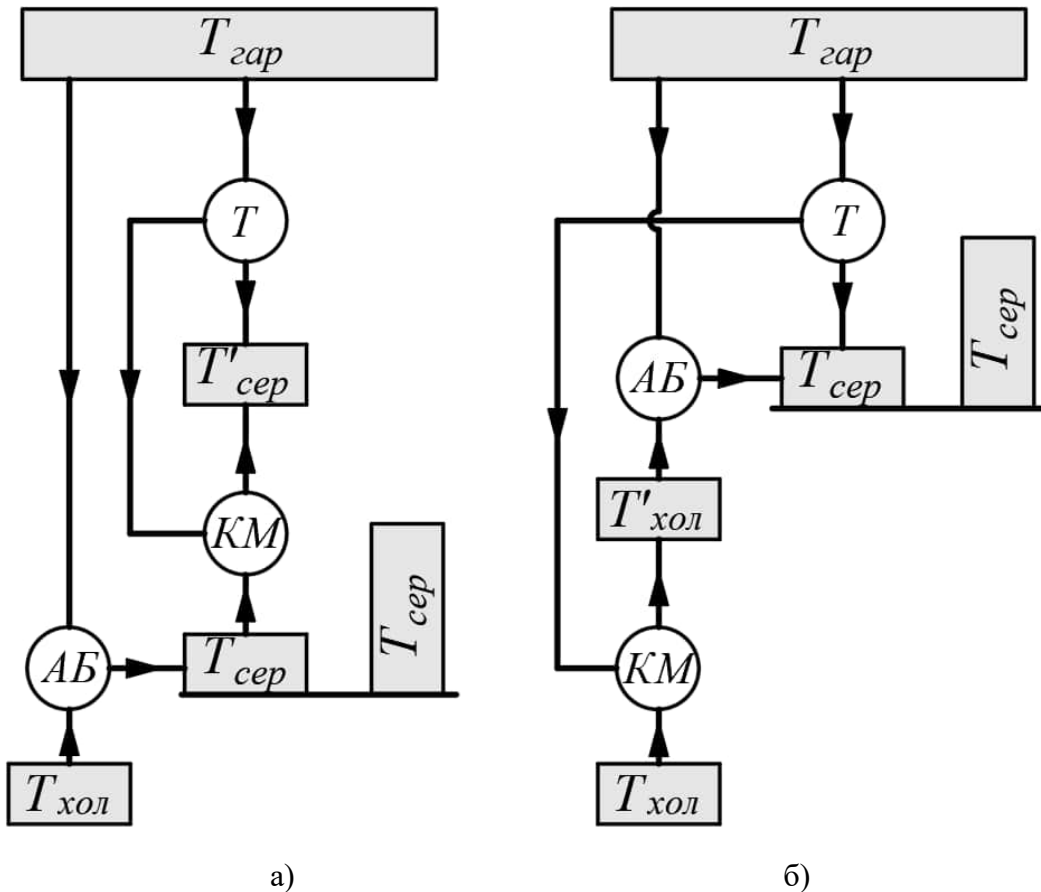 Tгар
T
T'сер
КМ
АБ
Tсер
Tсер
Tхол
а)
Tгар
T
Tсер
АБ
Tсер
T'хол
КМ
Tхол
б)